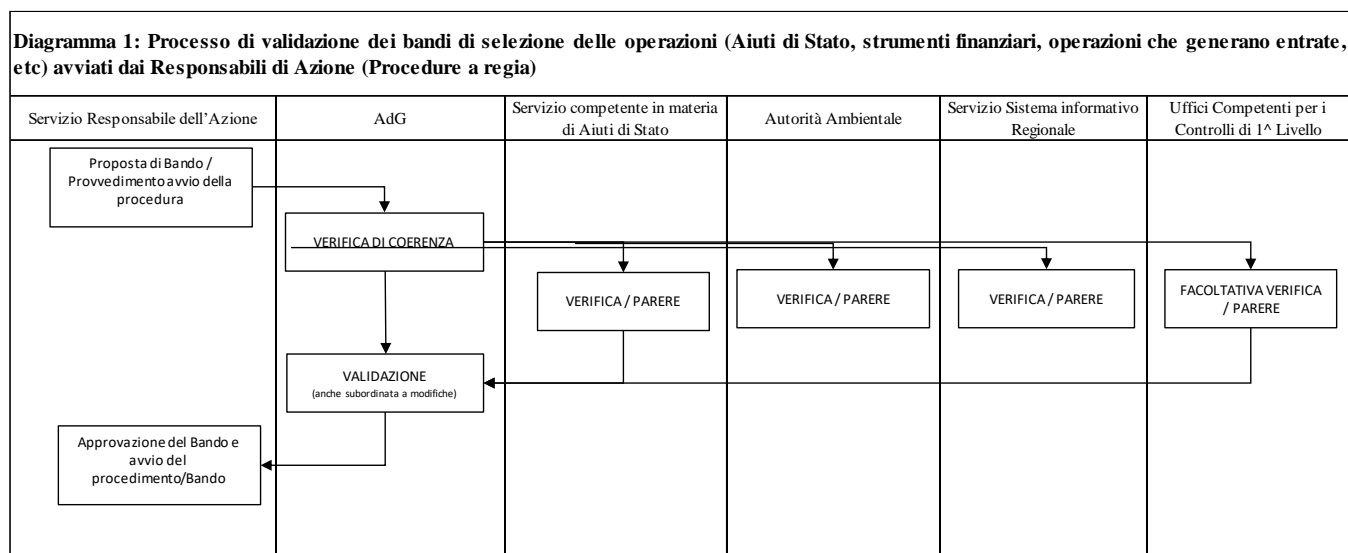 Diagramma 1: Processo di validazione dei bandi di selezione delle operazioni (Aiuti di Stato, strumenti finanziari, operazioni che generano entrate,
etc) avviati dai Responsabili di Azione (Procedure a regia)
Servizio Responsabile dell'Azione
AdG
Servizio competente in materia
di Aiuti di Stato
Autorità Ambientale
Servizio Sistema informativo
Regionale
Uffici Competenti per i
Controlli di 1^ Livello
Proposta di Bando /
Provvedimento avvio della
procedura
VERIFICA DI COERENZA
VERIFICA / PARERE
VERIFICA / PARERE
VERIFICA / PARERE
FACOLTATIVA VERIFICA
/ PARERE
VALIDAZIONE
(anche subordinata a modifiche)
Approvazione del Bando e
avvio del
procedimento/Bando